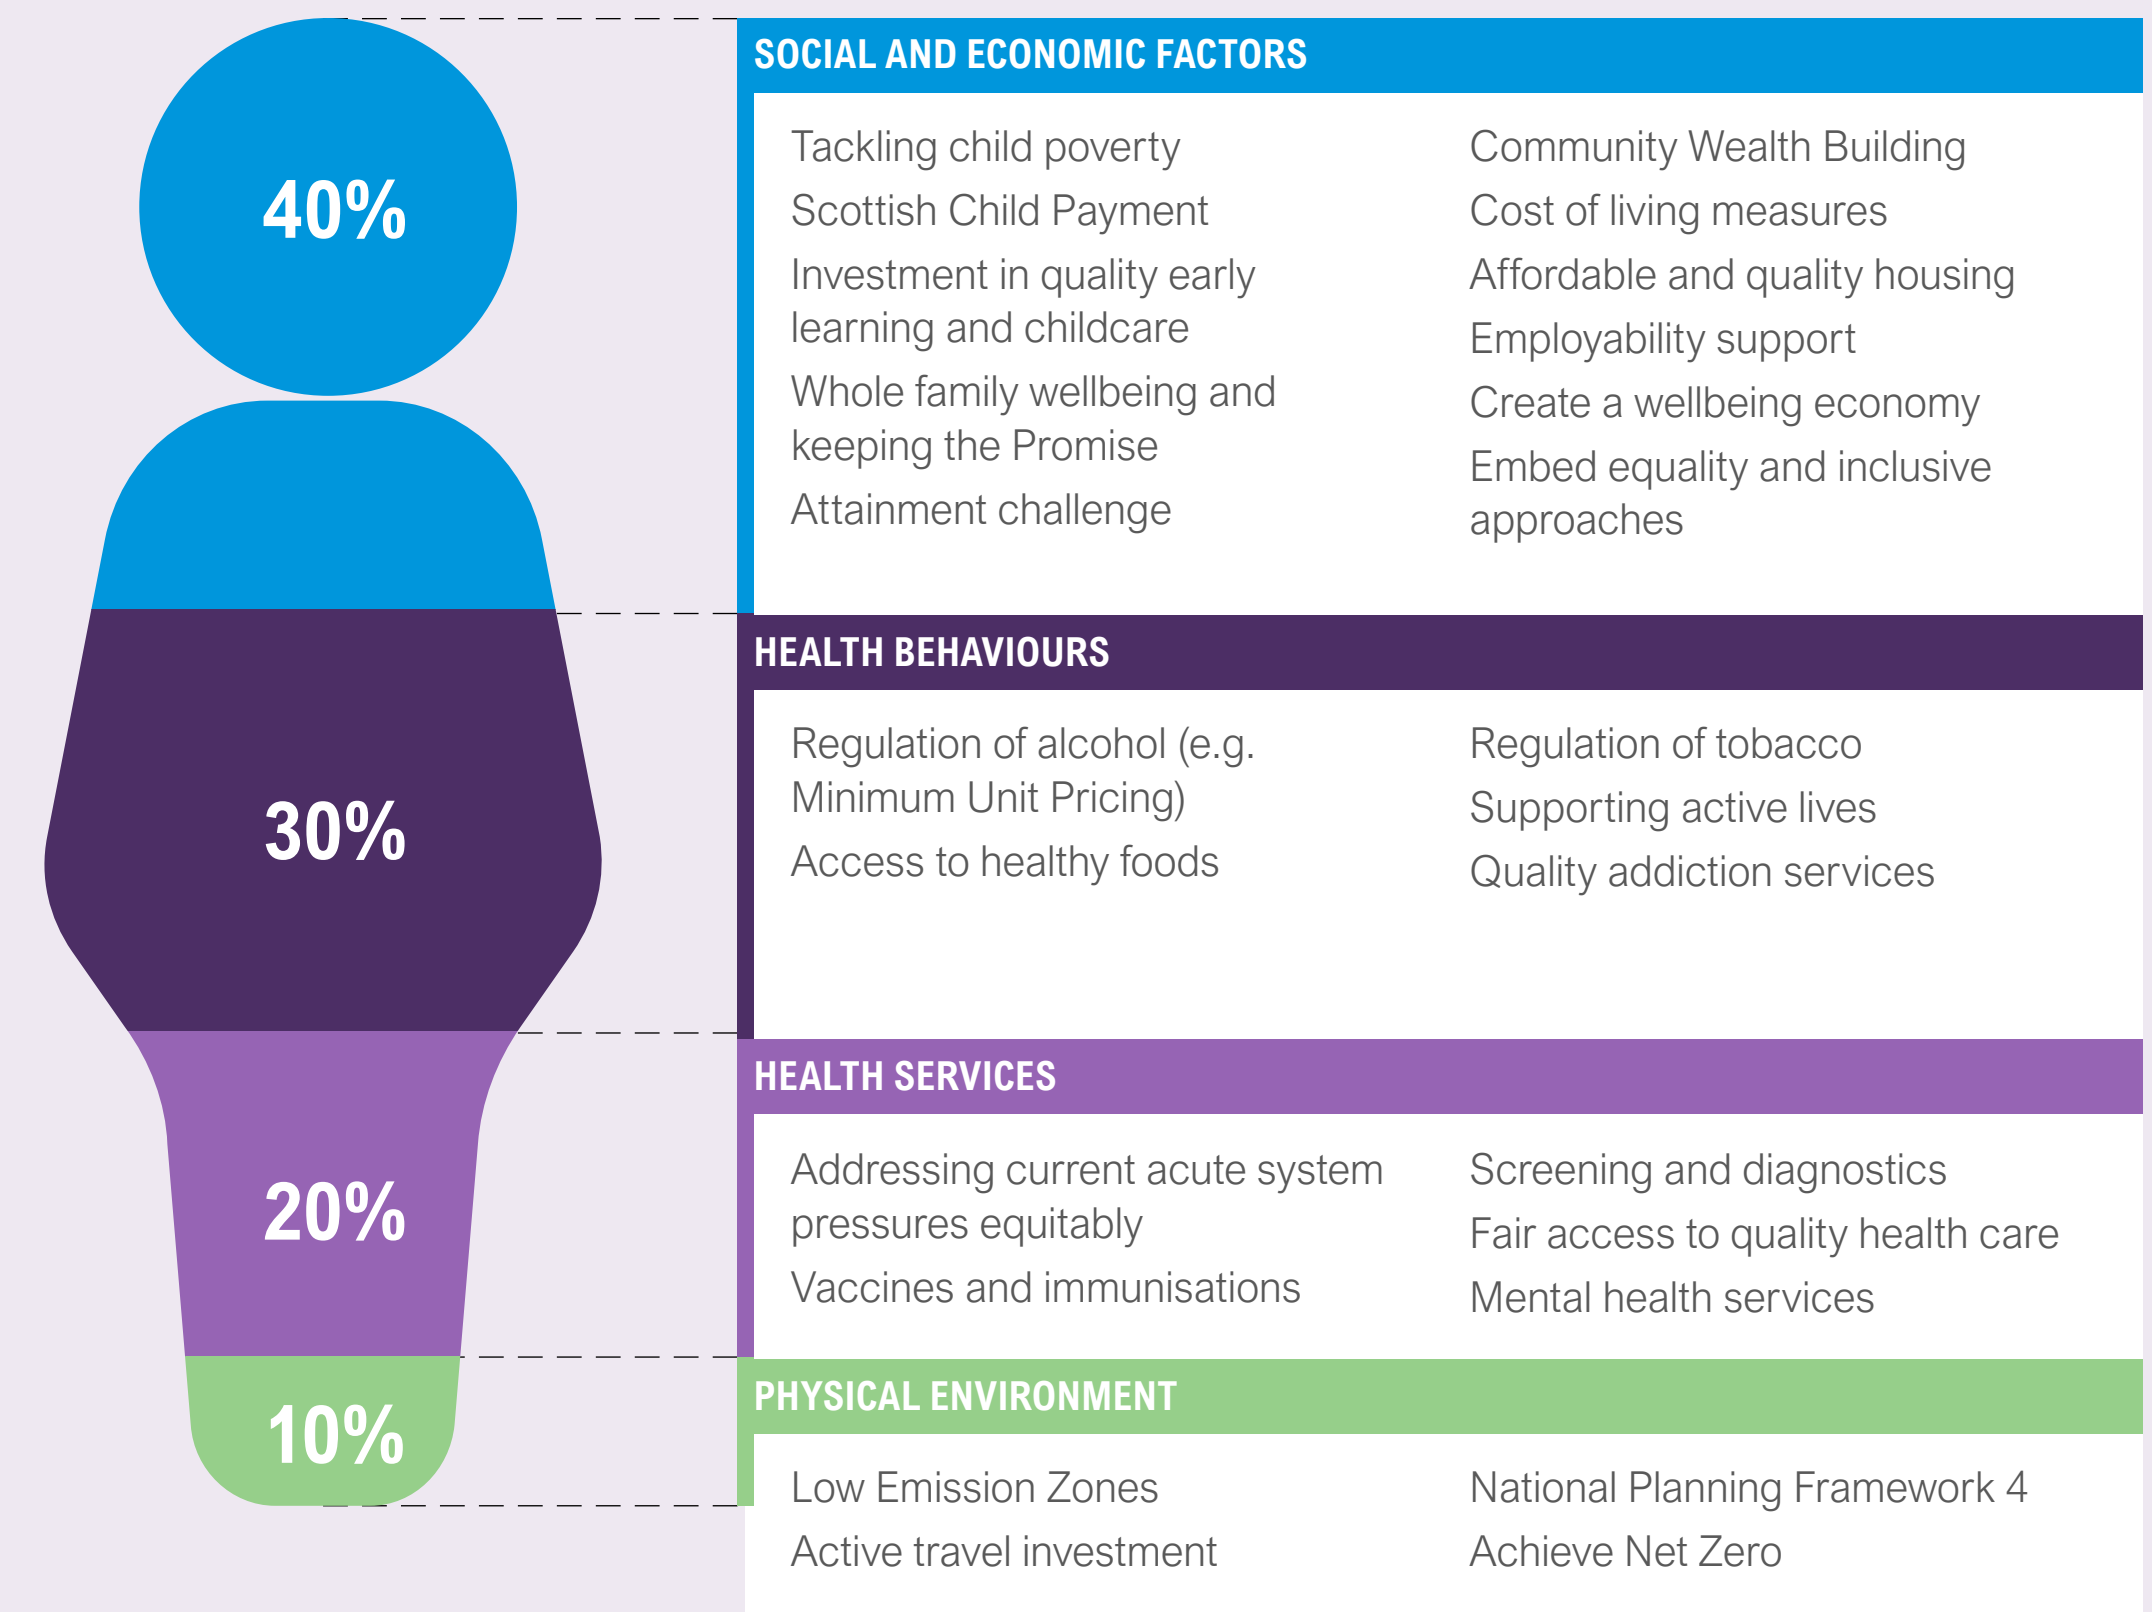 40%
SOCIAL AND ECONOMIC FACTORS
Tackling child poverty
Scottish Child Payment
Investment in quality early
learning and childcare
Whole family wellbeing and
keeping the Promise
Attainment challenge
Community Wealth Building
Cost of living measures
Affordable and quality housing
Employability support
Create a wellbeing economy
Embed equality and inclusive
approaches
30%
HEALTH BEHAVIOURS
Regulation of alcohol (e.g.
Minimum Unit Pricing)
Access to healthy foods
Regulation of tobacco
Supporting active lives
Quality addiction services
20%
HEALTH SERVICES
Addressing current acute system
pressures equitably
Vaccines and immunisations
Screening and diagnostics
Fair access to quality health care
Mental health services
10%
PHYSICAL ENVIRONMENT
Low Emission Zones
Active travel investment
National Planning Framework 4
Achieve Net Zero